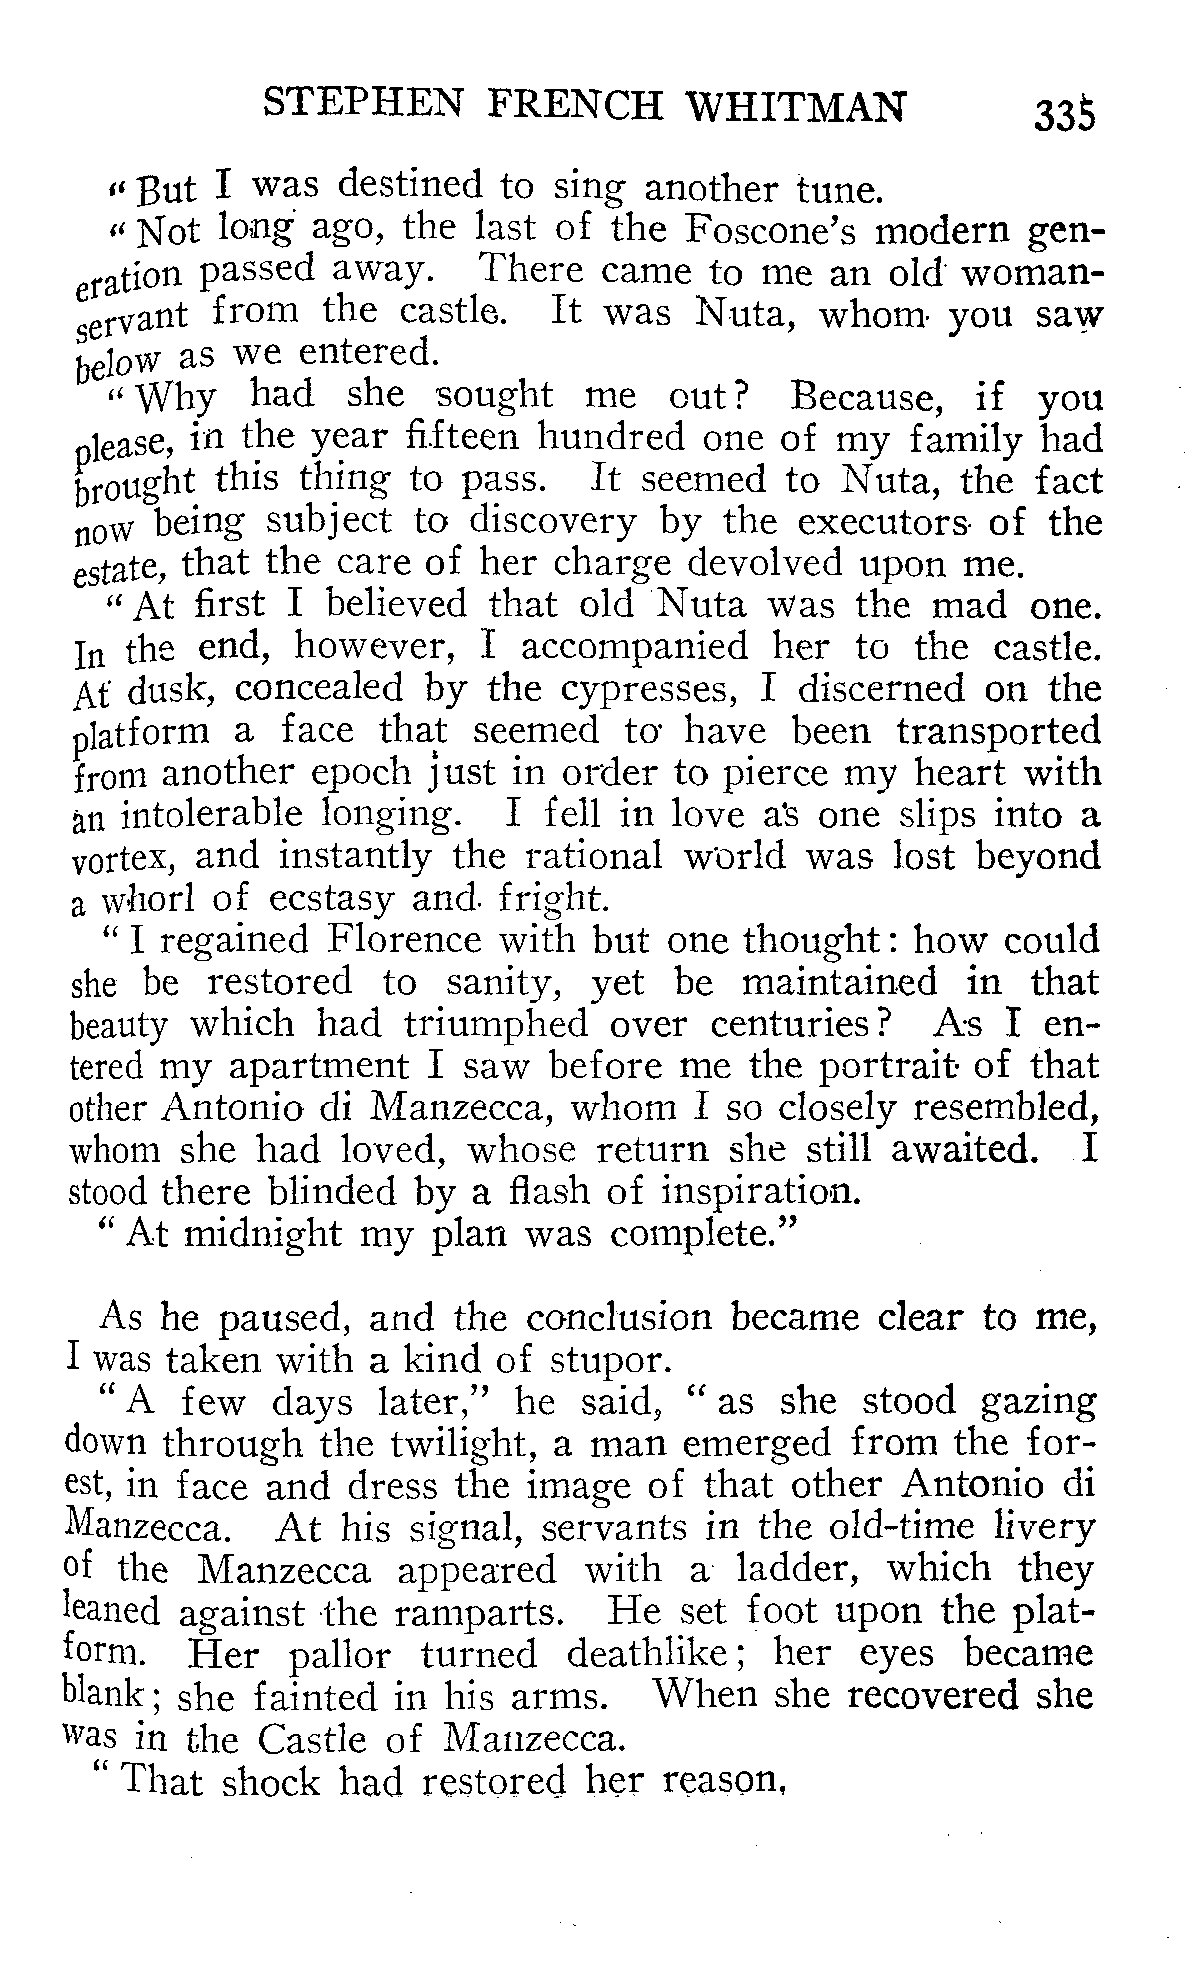 STEPHEN FRENCH WHITMAN 335
" But I was destined to sing another tune.
" Not long ago, the last of the Foscone's modern gen-
eration passed away. There came to me an old woman-
servant from the castle. It was Nuta, whom you saw
below as we entered.
" Why had she sought me out? Because, if you
please, in the year fifteen hundred one of my family had
brought this thing to pass. It seemed to Nuta, the fact
now being subject to discovery by the executors of the
estate, that the care of her charge devolved upon me.
" At first I believed that old Nuta was the mad one.
In the end, however, I accompanied her to the castle.
At dusk, concealed by the cypresses, I discerned on the
platform a face that seemed to have been transported
from another epoch just in order to pierce my heart with
an intolerable longing. I fell in love as one slips into a
vortex, and instantly the rational world was lost beyond
a whorl of ecstasy and fright.
" I regained Florence with but one thought: how could
she be restored to sanity, yet be maintained in that
beauty which had triumphed over centuries? As I en-
tered my apartment I saw before me the portrait of that
other Antonio di Manzecca, whom I so closely resembled,
whom she had loved, whose return she still awaited. I
stood there blinded by a flash of inspiration.
" At midnight my plan was complete."
As he paused, and the conclusion became clear to me,
I was taken with a kind of stupor.
" A few days later," he said, " as she stood gazing
down through the twilight, a man emerged from the for-
est, in face and dress the image of that other Antonio di
Manzecca. At his signal, servants in the old-time livery
of the Manzecca appeared with a ladder, which they
leaned against the ramparts. He set foot upon the plat-
form. Her pallor turned deathlike; her eyes became
blank; she fainted in his arms. When she recovered she
was in the Castle of Manzecca.
" That shock had restored her reason.